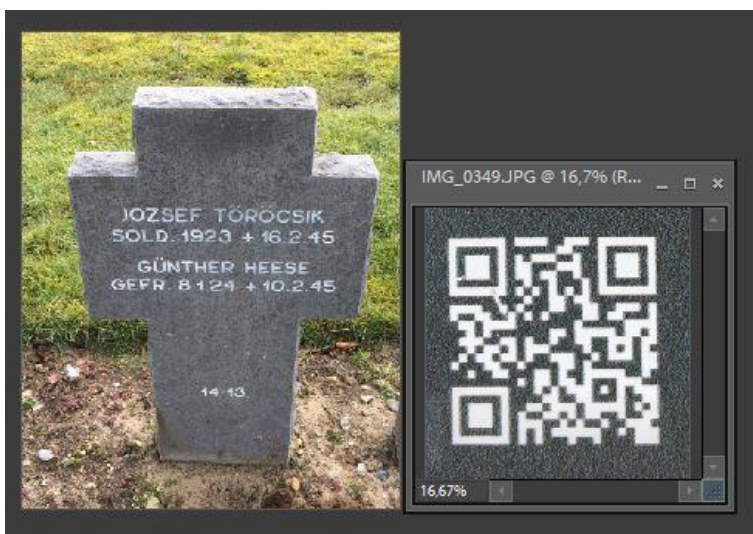 JOZSEF TÖRÖCSIK
SOLD. 1923 + 16.2.45
GÜNTHER HEESE
GEFR. 8.1.24 + 10.2.45
14 13
IMG_0349.JPG @ 16,7% (R...
16,67%